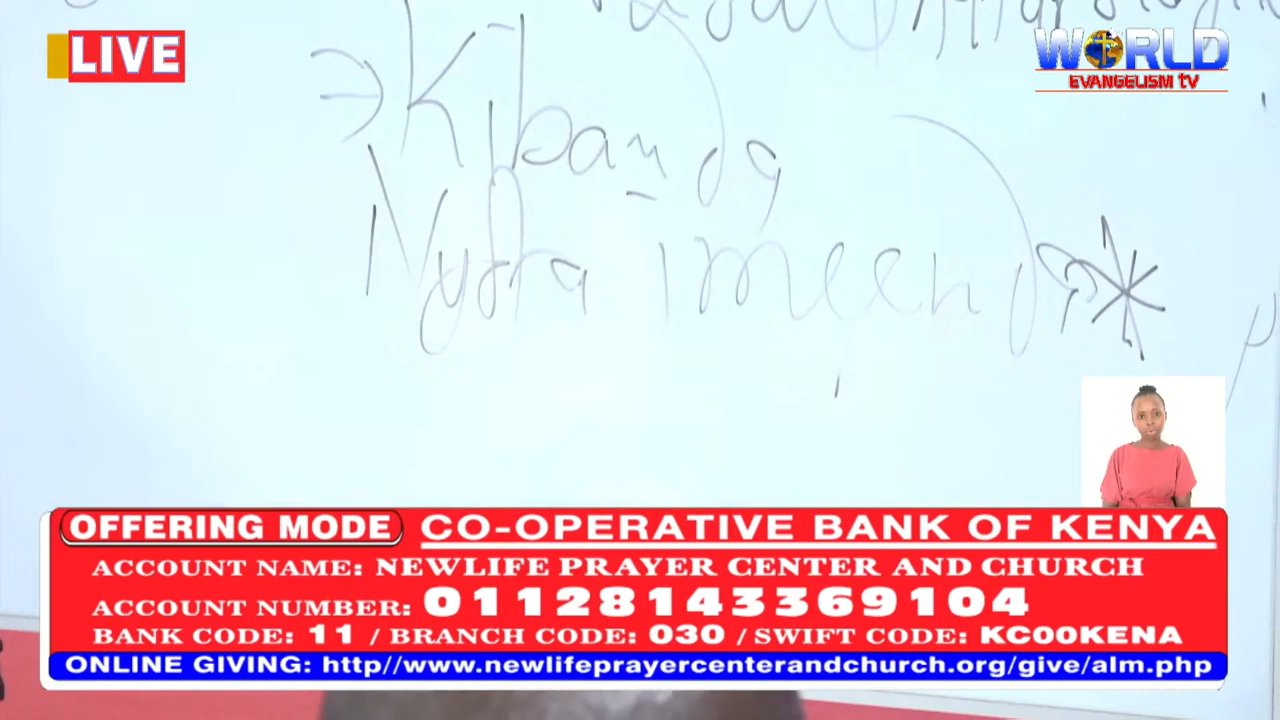 LIVE
WORLD
EVANGELISM TV
⇒ Kibanda
Nyota imeenda *
OFFERING MODE CO-OPERATIVE BANK OF KENYA
ACCOUNT NAME: NEWLIFE PRAYER CENTER AND CHURCH
ACCOUNT NUMBER: 01128143369104
BANK CODE: 11 / BRANCH CODE: 030 / SWIFT CODE: KC00KENA
ONLINE GIVING: http//www.newlifeprayercenterandchurch.org/give/alm.php